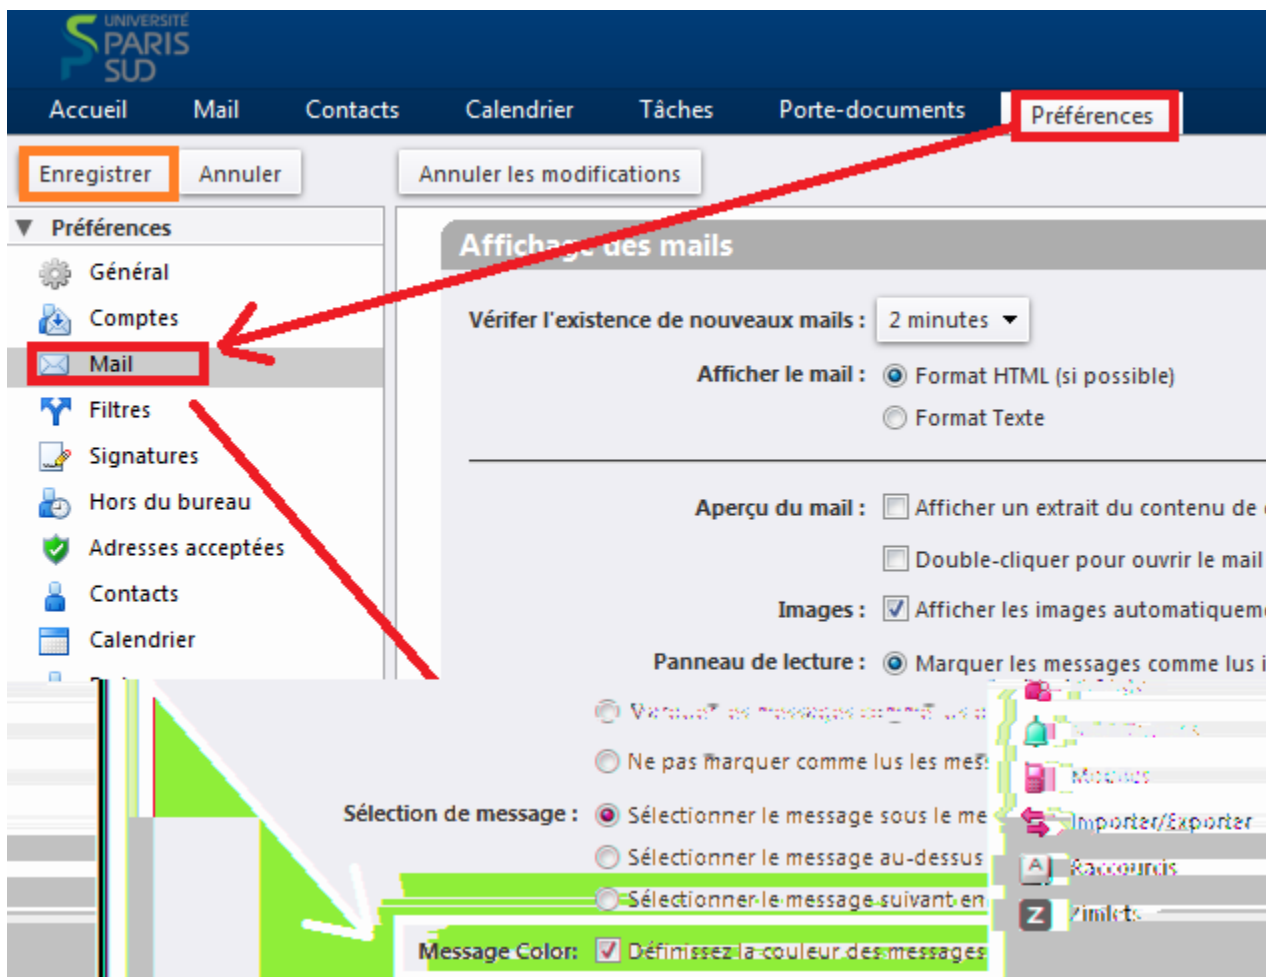 UNIVERSITÉ
PARIS
SUD
Accueil Mail Contacts Calendrier Tâches Porte-documents Préférences
Enregistrer Annuler Annuler les modifications
Préférences
Affichage des mails
Général
Comptes
Vérifer l'existence de nouveaux mails : 2 minutes
Mail
Afficher le mail : Format HTML (si possible)
Filtres
Format Texte
Signatures
Hors du bureau
Aperçu du mail : Afficher un extrait du contenu de
Adresses acceptées
Double-cliquer pour ouvrir le mail
Contacts
Images : Afficher les images automatiquem
Calendrier
Panneau de lecture : Marquer les messages comme lus i
messages
Ne pas marquer comme lus les mes
Mobiles
Sélection de message : Sélectionner le message sous le me
Importer/Exporter
Sélectionner le message au-dessus
Raccourcis
Sélectionner le message suivant en
Zimlets
Message Color: Définissez la couleur des messages